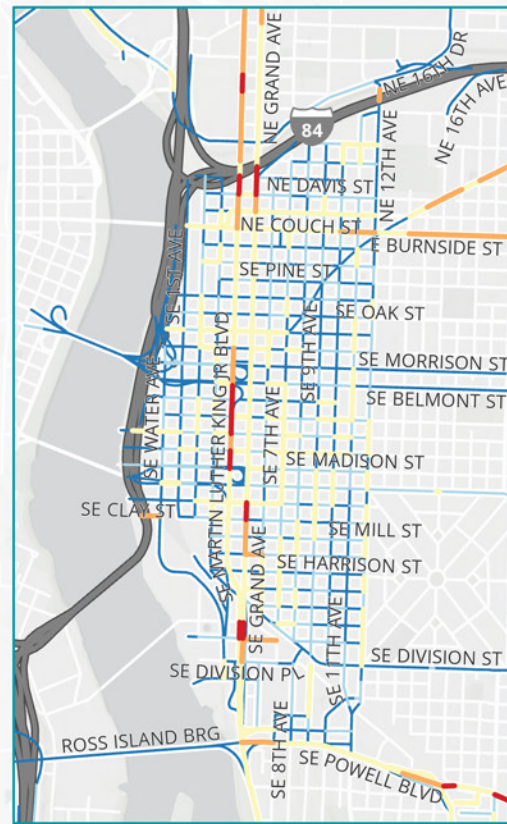 NE GRAND AVE
NE 16TH DR
NE 16TH AVE
84
NE 12TH AVE
NE DAVIS ST
NE COUCH ST
E BURNSIDE ST
SE 1ST AVE
SE PINE ST
SE OAK ST
SE 9TH AVE
SE MORRISON ST
SE WATER AVE
SE MARTIN LUTHER KING JR BLVD
SE BELMONT ST
SE 7TH AVE
SE MADISON ST
SE CLAY ST
SE MILL ST
SE HARRISON ST
SE GRAND AVE
SE 11TH AVE
SE DIVISION ST
SE DIVISION PL
ROSS ISLAND BRG
SE 8TH AVE
SE POWELL BLVD